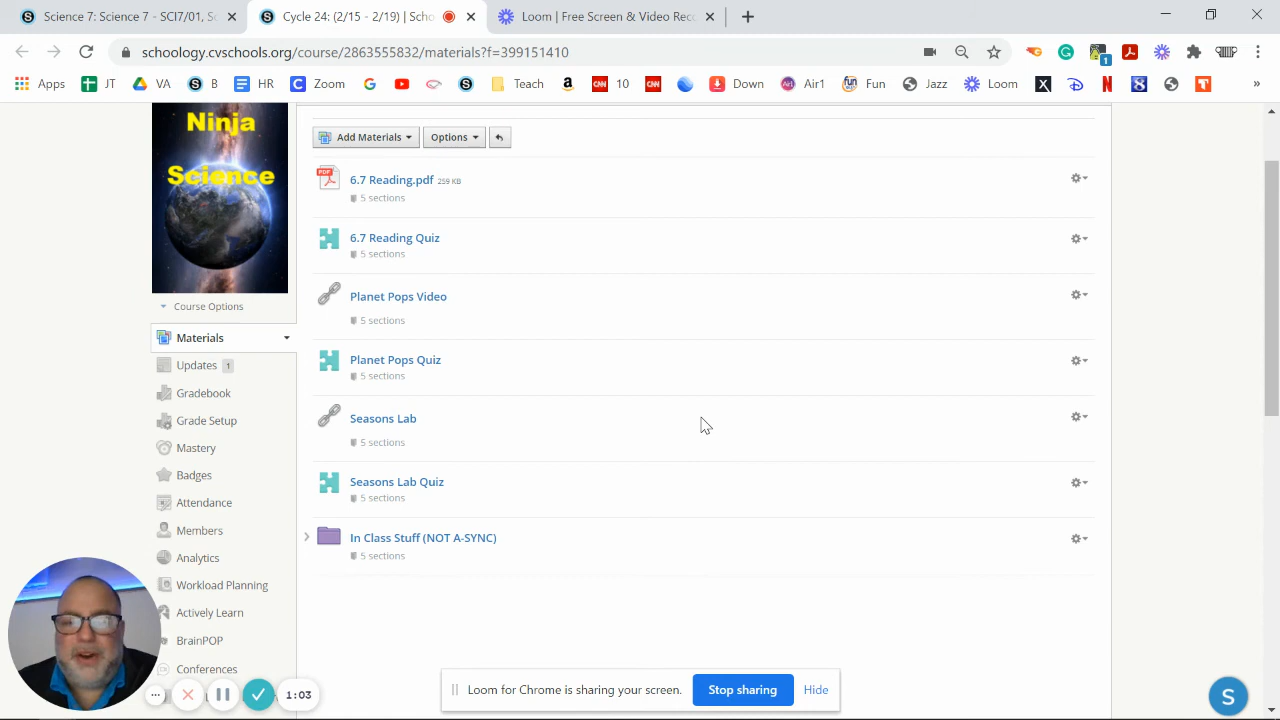 Science 7: Science 7 - SCI7/01, S
Cycle 24: (2/15 - 2/19) | Scho
Loom | Free Screen & Video Reco
schoology.cvschools.org/course/2863555832/materials?f=399151410
1
Apps JT VA B HR Zoom Teach 10 Down Air1 Fun Jazz Loom »
Ninja
Science
Add Materials Options
6.7 Reading.pdf 259 KB
5 sections
6.7 Reading Quiz
5 sections
Planet Pops Video
5 sections
Planet Pops Quiz
5 sections
Seasons Lab
5 sections
Seasons Lab Quiz
5 sections
In Class Stuff (NOT A-SYNC)
5 sections
Course Options
Materials
Updates 1
Gradebook
Grade Setup
Mastery
Badges
Attendance
Members
Analytics
Workload Planning
Actively Learn
BrainPOP
Conferences
1:03
Loom for Chrome is sharing your screen. Stop sharing Hide
S